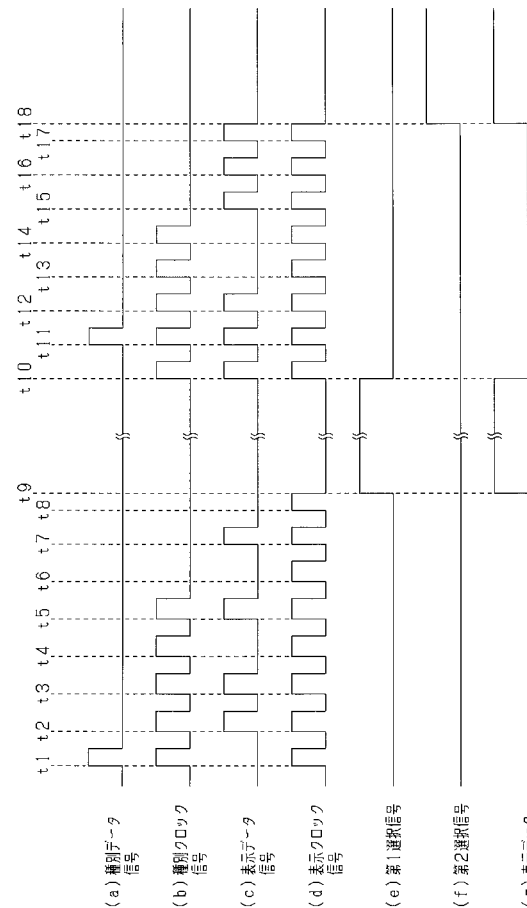 t1 t2 t3 t4 t5 t6 t7 t8 t9 t10 t11 t12 t13 t14 t15 t16 t17 t18
(a)種別データ
信号
(b)種別クロック
信号
(c)表示データ
信号
(d)表示クロック
信号
(e)第1選択信号
(f)第2選択信号